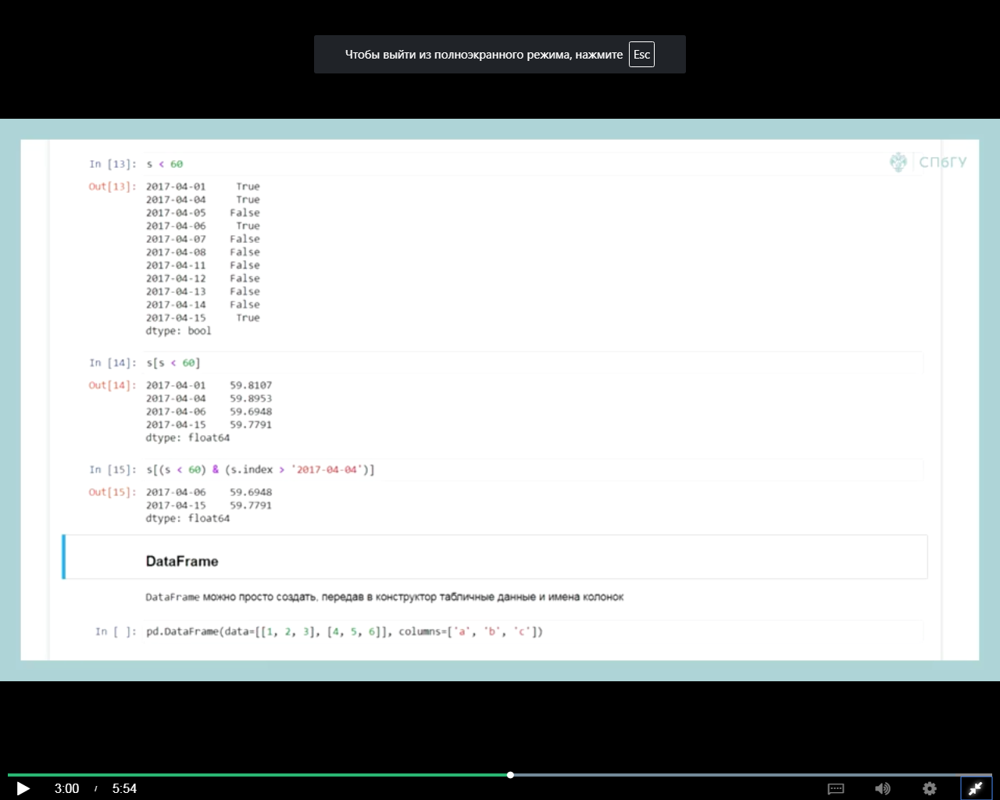 Чтобы выйти из полноэкранного режима, нажмите Esc
СПбГУ
In [13]: s < 60
Out[13]: 2017-04-01 True
2017-04-04 True
2017-04-05 False
2017-04-06 True
2017-04-07 False
2017-04-08 False
2017-04-11 False
2017-04-12 False
2017-04-13 False
2017-04-14 False
2017-04-15 True
dtype: bool
In [14]: s[s < 60]
Out[14]: 2017-04-01 59.8107
2017-04-04 59.8953
2017-04-06 59.6948
2017-04-15 59.7791
dtype: float64
In [15]: s[(s < 60) & (s.index > '2017-04-04')]
Out[15]: 2017-04-06 59.6948
2017-04-15 59.7791
dtype: float64
DataFrame
DataFrame можно просто создать, передав в конструктор табличные данные и имена колонок
In [ ]: pd.DataFrame(data=[[1, 2, 3], [4, 5, 6]], columns=['a', 'b', 'c'])
3:00 / 5:54